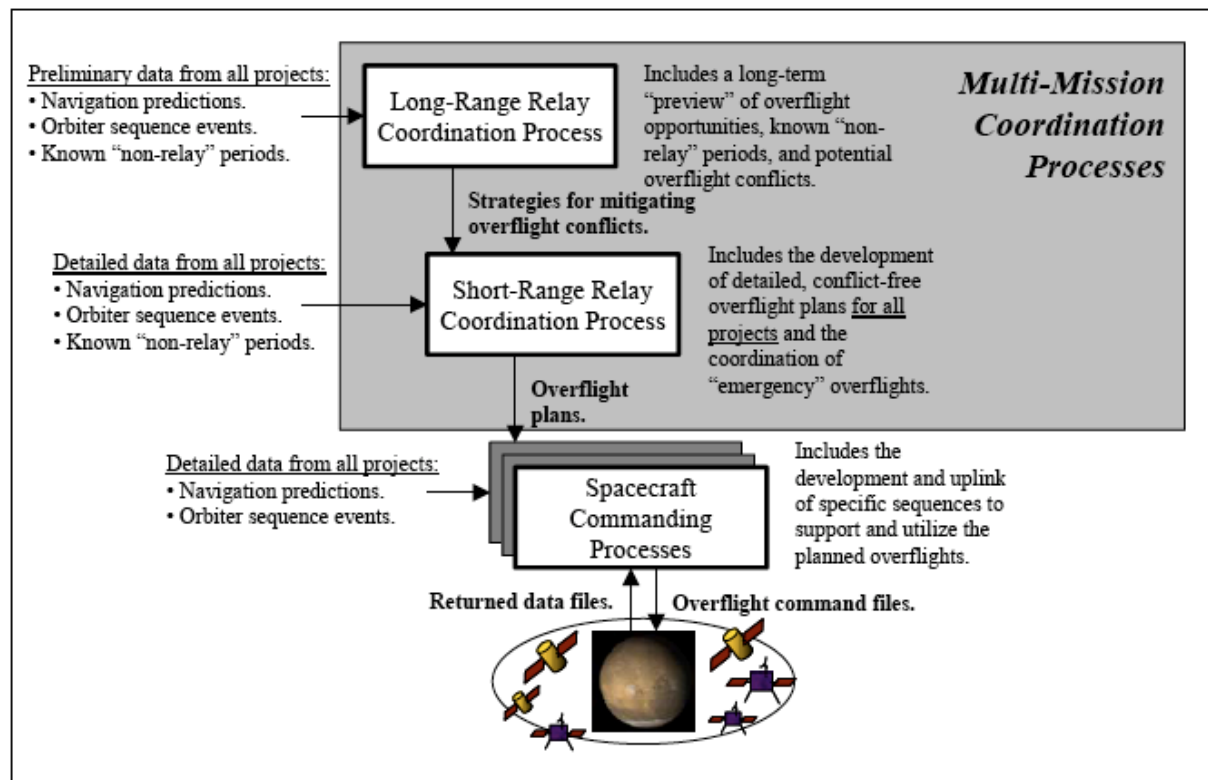 Preliminary data from all projects:
• Navigation predictions.
• Orbiter sequence events.
• Known “non-relay” periods.
Long-Range Relay
Coordination Process
Includes a long-term
“preview” of overflight
opportunities, known “non-
relay” periods, and potential
overflight conflicts.
Multi-Mission
Coordination
Processes
Strategies for mitigating
overflight conflicts.
Detailed data from all projects:
• Navigation predictions.
• Orbiter sequence events.
• Known “non-relay” periods.
Short-Range Relay
Coordination Process
Includes the development
of detailed, conflict-free
overflight plans for all
projects and the
coordination of
“emergency” overflights.
Overflight
plans.
Detailed data from all projects:
• Navigation predictions.
• Orbiter sequence events.
Spacecraft
Commanding
Processes
Includes the
development and uplink
of specific sequences to
support and utilize the
planned overflights.
Returned data files.
Overflight command files.